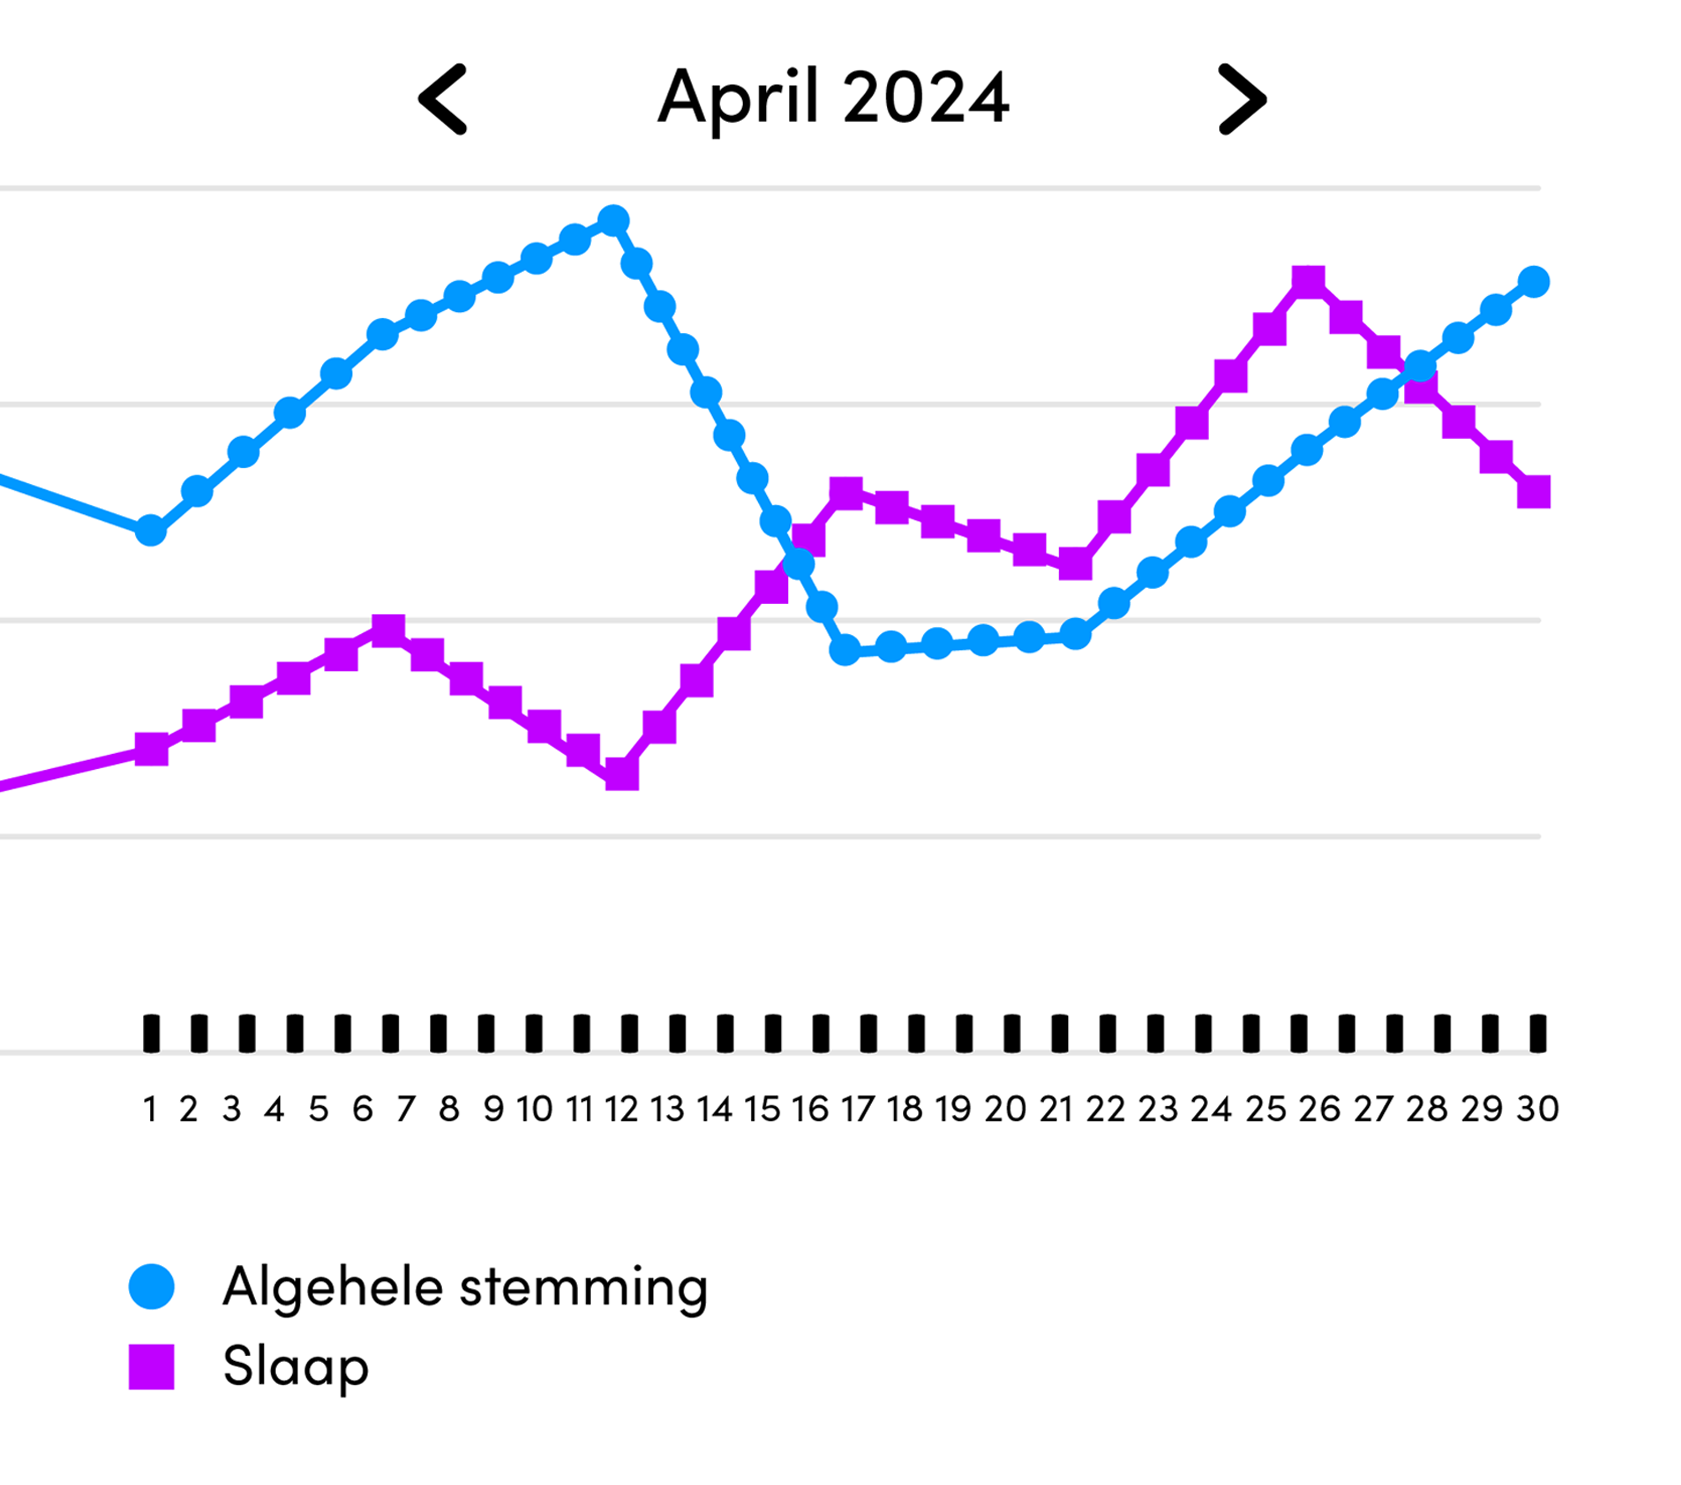 April 2024
1 2 3 4 5 6 7 8 9 10 11 12 13 14 15 16 17 18 19 20 21 22 23 24 25 26 27 28 29 30
Algehele stemming
Slaap